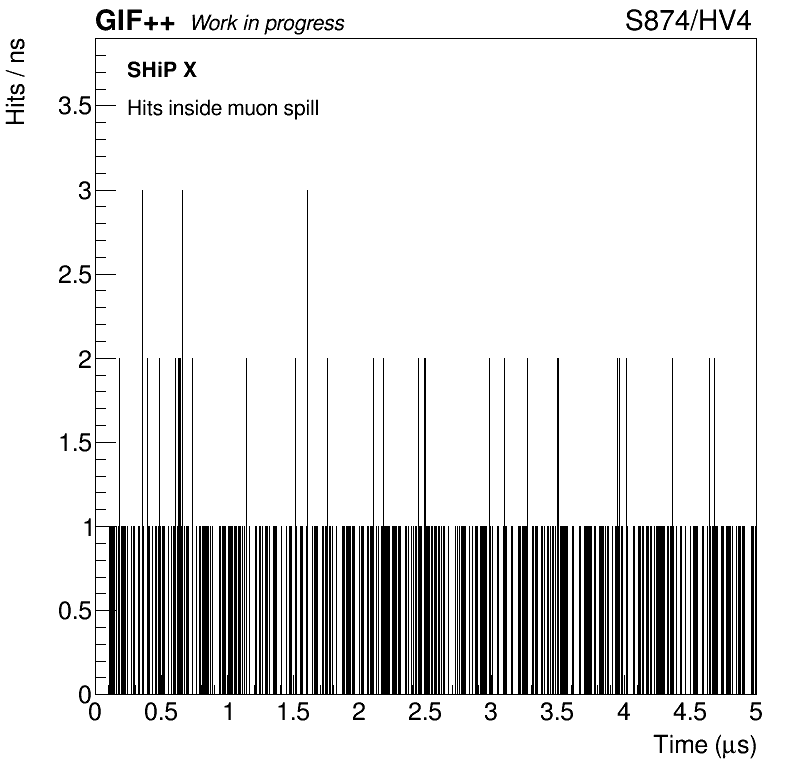 GIF++ Work in progress S874/HV4
Hits / ns
SHiP X
Hits inside muon spill
3.5
3
2.5
2
1.5
1
0.5
0
0 0.5 1 1.5 2 2.5 3 3.5 4 4.5 5
Time (μs)